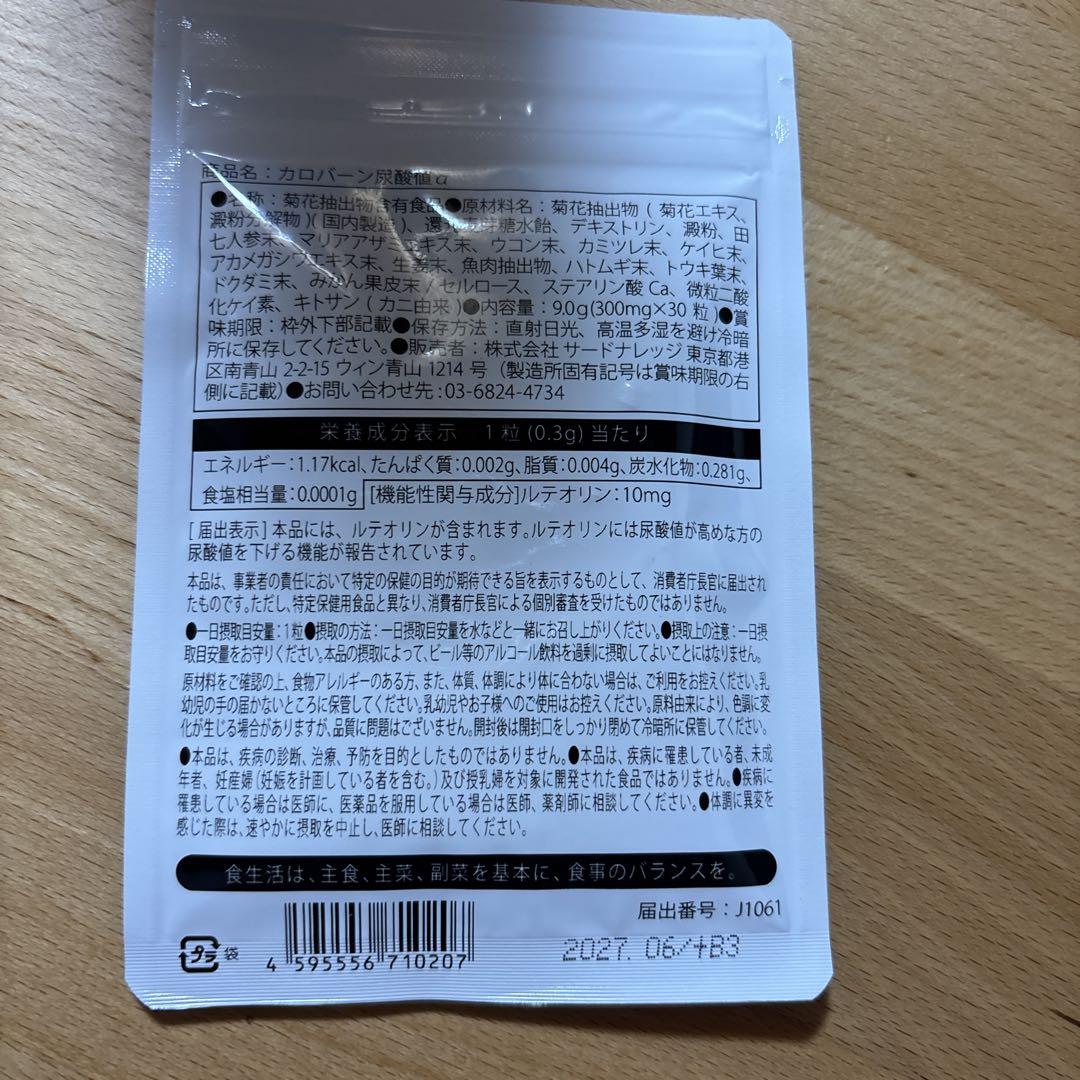 商品名：カロバーン尿酸値α
●名称：菊花抽出物含有食品●原材料名：菊花抽出物（菊花エキス、
澱粉分解物）（国内製造）、還元麦芽糖水飴、デキストリン、澱粉、田
七人参末、マリアアザミエキス末、ウコン末、カミツレ末、ケイヒ末、
アカメガシワエキス末、生姜末、魚肉抽出物、ハトムギ末、トウキ葉末、
ドクダミ末、みかん果皮末／セルロース、ステアリン酸Ca、微粒二酸
化ケイ素、キトサン（カニ由来）●内容量：9.0g(300mg×30粒)●賞
味期限：枠外下部記載●保存方法：直射日光、高温多湿を避け冷暗
所に保存してください。●販売者：株式会社サードナレッジ 東京都港
区南青山2-2-15 ウイン青山1214号（製造所固有記号は賞味期限の右
側に記載）●お問い合わせ先：03-6824-4734
栄養成分表示 1粒(0.3g)当たり
エネルギー：1.17kcal、たんぱく質：0.002g、脂質：0.004g、炭水化物：0.281g、
食塩相当量：0.0001g [機能性関与成分]ルテオリン：10mg
[届出表示]本品には、ルテオリンが含まれます。ルテオリンには尿酸値が高めな方の
尿酸値を下げる機能が報告されています。
本品は、事業者の責任において特定の保健の目的が期待できる旨を表示するものとして、消費者庁長官に届出され
たものです。ただし、特定保健用食品と異なり、消費者庁長官による個別審査を受けたものではありません。
●一日摂取目安量：1粒●摂取の方法：一日摂取目安量を水などと一緒にお召し上がりください。●摂取上の注意：一日摂
取目安量をお守りください。本品の摂取によって、ビール等のアルコール飲料を過剰に摂取してよいことにはなりません。
原材料をご確認の上、食物アレルギーのある方、また、体質、体調により体に合わない場合は、ご利用をお控えください。乳
幼児の手の届かないところに保管してください。乳幼児やお子様へのご使用はお控えください。原料由来により、色調に変
化が生じる場合がありますが、品質に問題はございません。開封後は開封口をしっかり閉めて冷暗所に保管してください。
●本品は、疾病の診断、治療、予防を目的としたものではありません。●本品は、疾病に罹患している者、未成
年者、妊産婦（妊娠を計画している者を含む。）及び授乳婦を対象に開発された食品ではありません。●疾病に
罹患している場合は医師に、医薬品を服用している場合は医師、薬剤師に相談してください。●体調に異変を
感じた際は、速やかに摂取を中止し、医師に相談してください。
食生活は、主食、主菜、副菜を基本に、食事のバランスを。
届出番号：J1061
プラ 袋
4 595556 710207
2027. 06/+B3